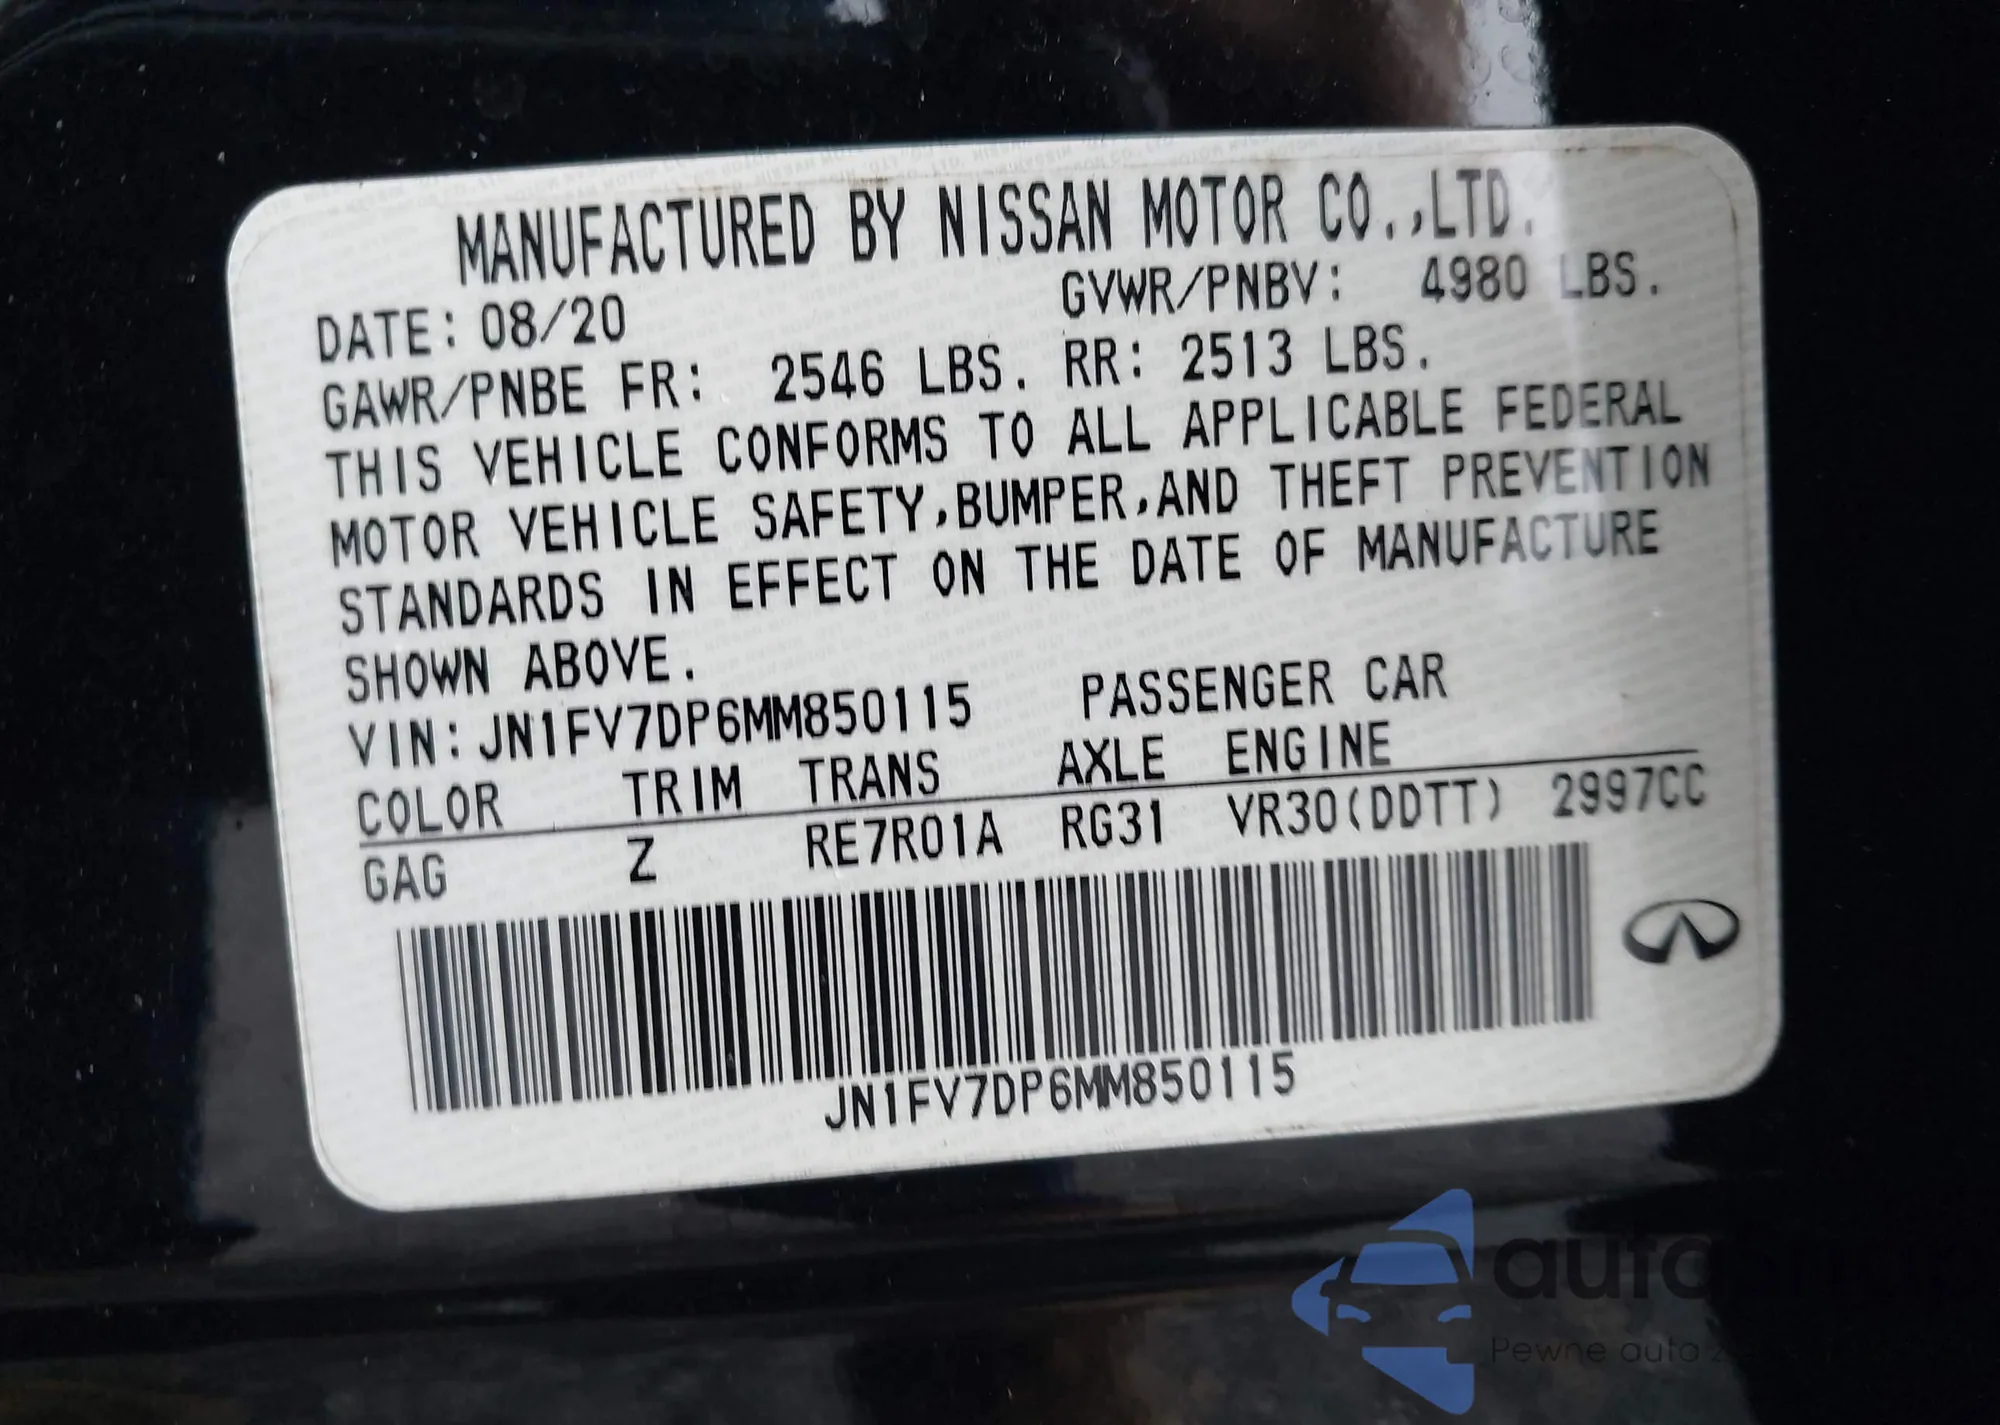 MANUFACTURED BY NISSAN MOTOR CO.,LTD.
DATE: 08/20 GVWR/PNBV: 4980 LBS.
GAWR/PNBE FR: 2546 LBS. RR: 2513 LBS.
THIS VEHICLE CONFORMS TO ALL APPLICABLE FEDERAL
MOTOR VEHICLE SAFETY,BUMPER,AND THEFT PREVENTION
STANDARDS IN EFFECT ON THE DATE OF MANUFACTURE
SHOWN ABOVE.
VIN: JN1FV7DP6MM850115 PASSENGER CAR
COLOR TRIM TRANS AXLE ENGINE
GAG Z RE7R01A RG31 VR30(DDTT) 2997CC
JN1FV7DP6MM850115
Pewne auto